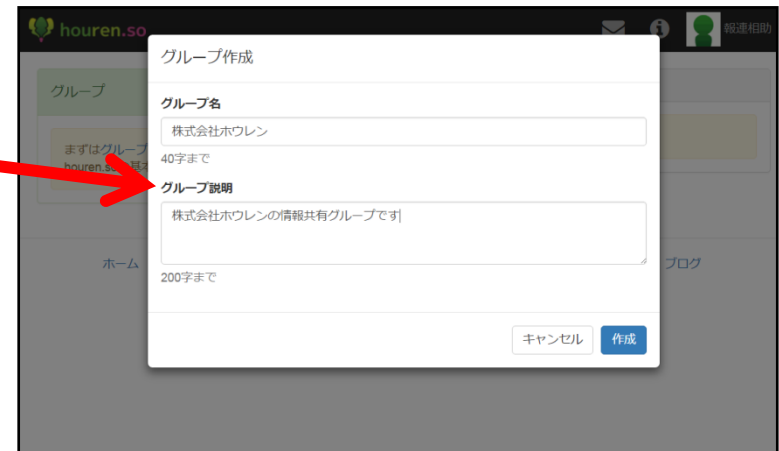 houren.so
報連相助
グループ作成
グループ
グループ名
株式会社ホウレン
まずはグループ
40字まで
houren.so
基本
グループ説明
株式会社ホウレンの情報共有グループです
ホーム
ブログ
200字まで
キャンセル
作成